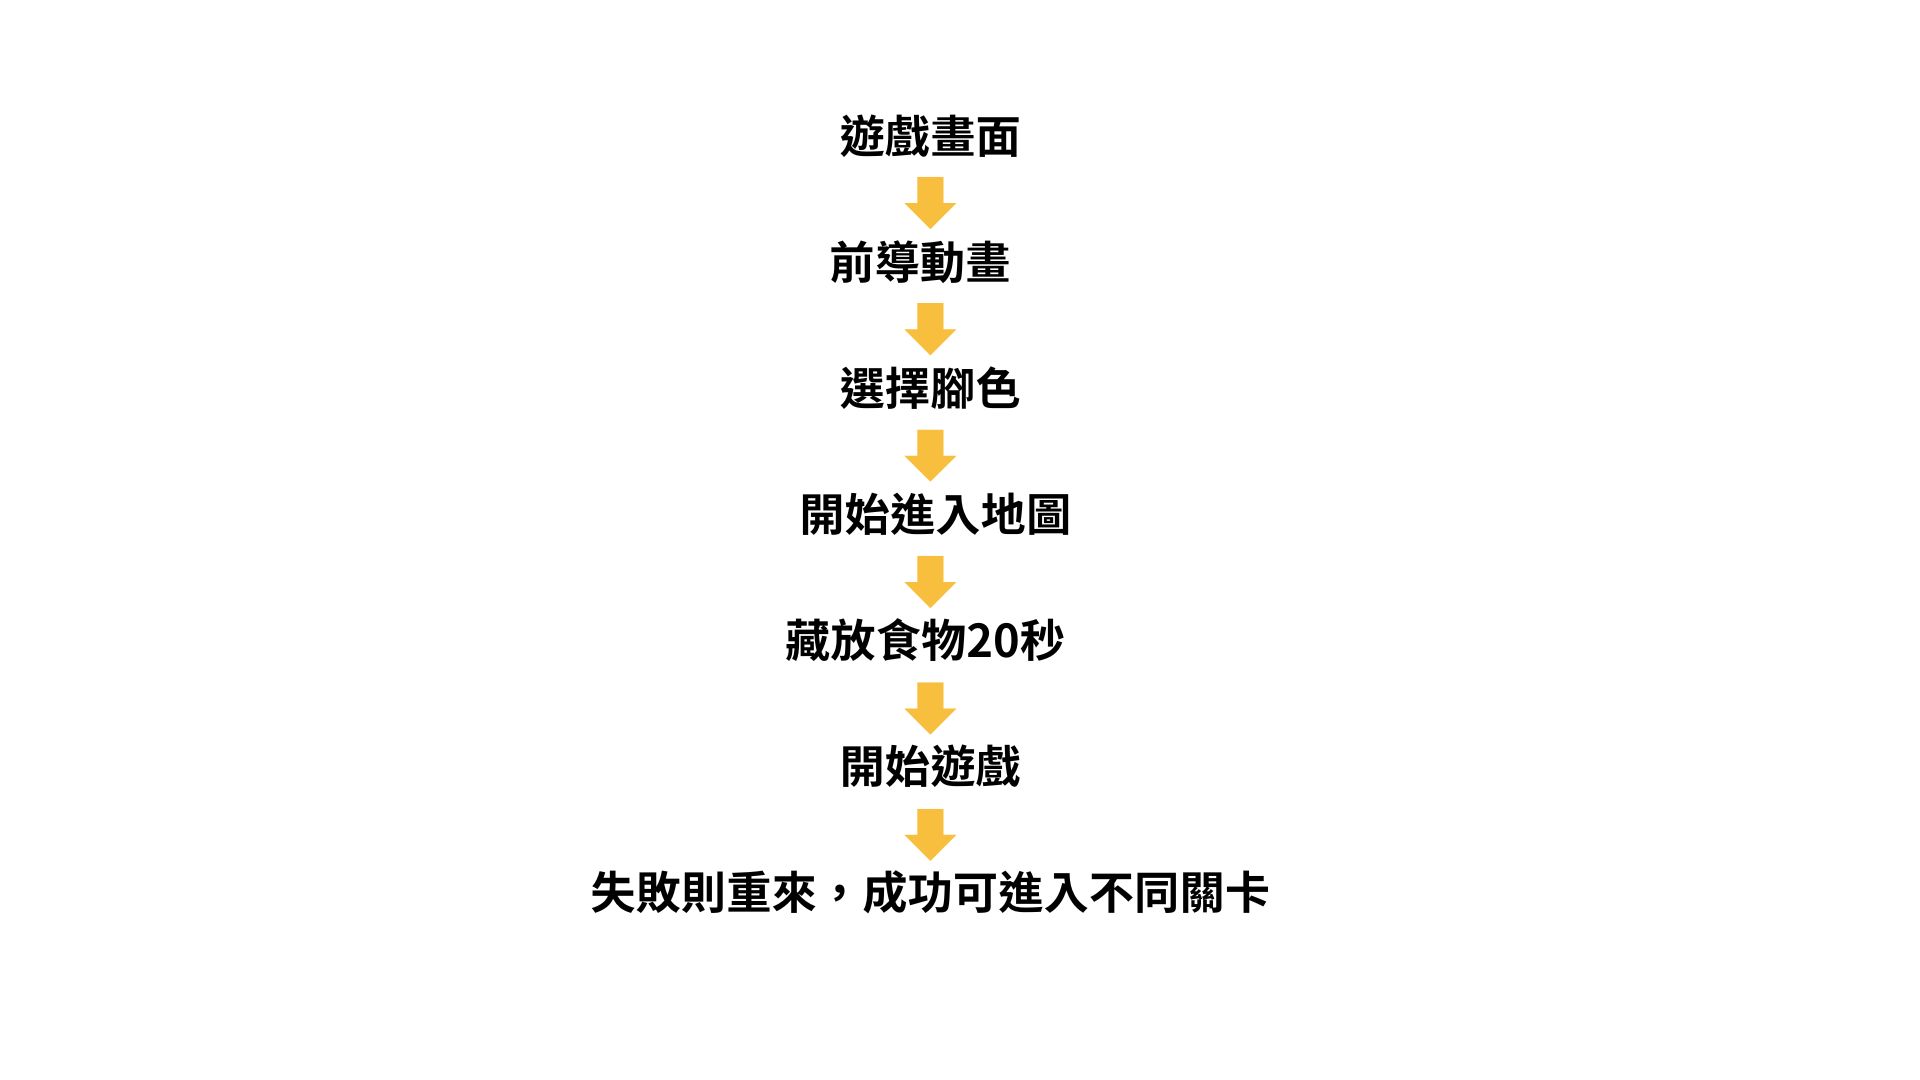 遊戲畫面
前導動畫
選擇腳色
開始進入地圖
藏放食物20秒
開始遊戲
失敗則重來，成功可進入不同關卡